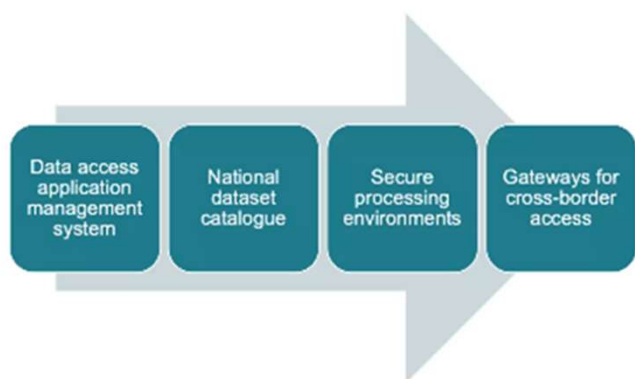 Data access
application
management
system
National
dataset
catalogue
Secure
processing
environments
Gateways for
cross-border
access